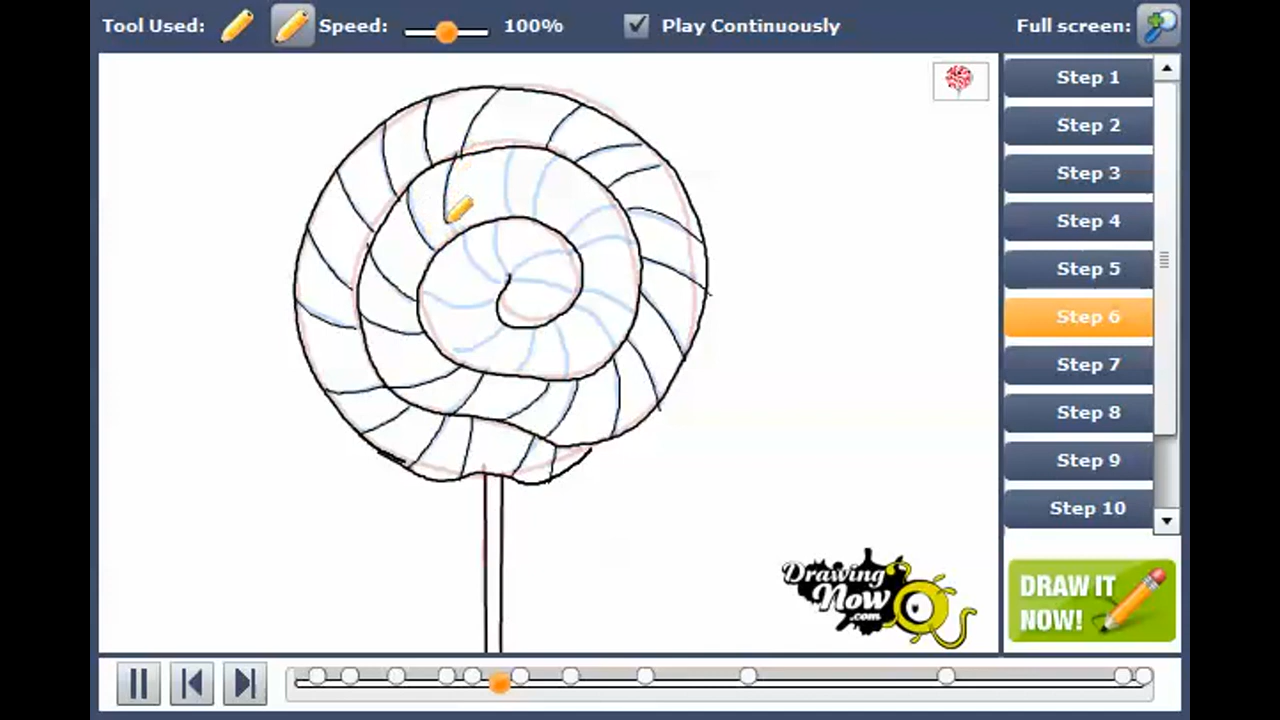 Tool Used: Speed: 100% Play Continuously Full screen:
Step 1
Step 2
Step 3
Step 4
Step 5
Step 6
Step 7
Step 8
Step 9
Step 10
Drawing
Now
.com
DRAW IT
NOW!